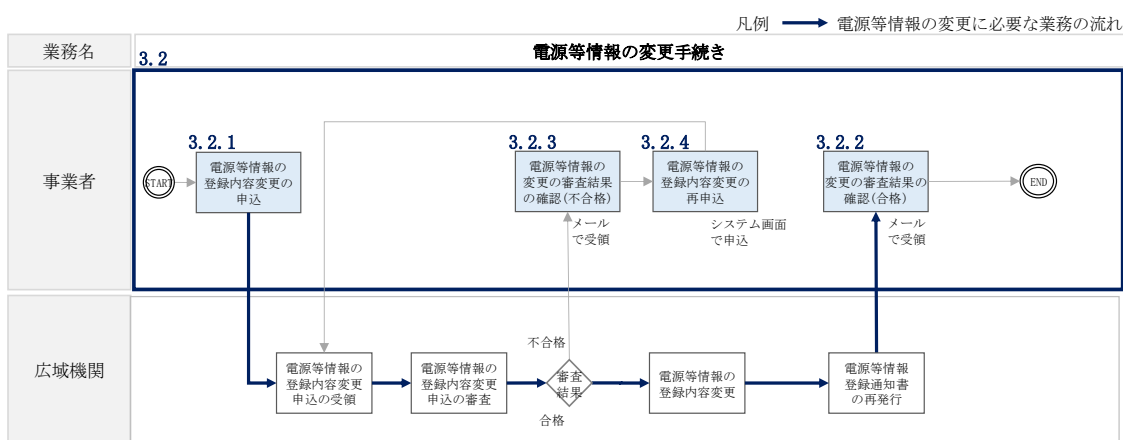 凡例 電源等情報の変更に必要な業務の流れ
業務名
3.2
電源等情報の変更手続き
事業者
START
3.2.1
電源等情報の
登録内容変更の
申込
3.2.3
電源等情報の
変更の審査結果
の確認(不合格)
メール
で受領
3.2.4
電源等情報の
登録内容変更の
再申込
システム画面
で申込
3.2.2
電源等情報の
変更の審査結果の
確認(合格)
メール
で受領
END
広域機関
電源等情報の
登録内容変更
申込の受領
電源等情報の
登録内容変更
申込の審査
不合格
審査
結果
合格
電源等情報の
登録内容変更
電源等情報
登録通知書
の再発行